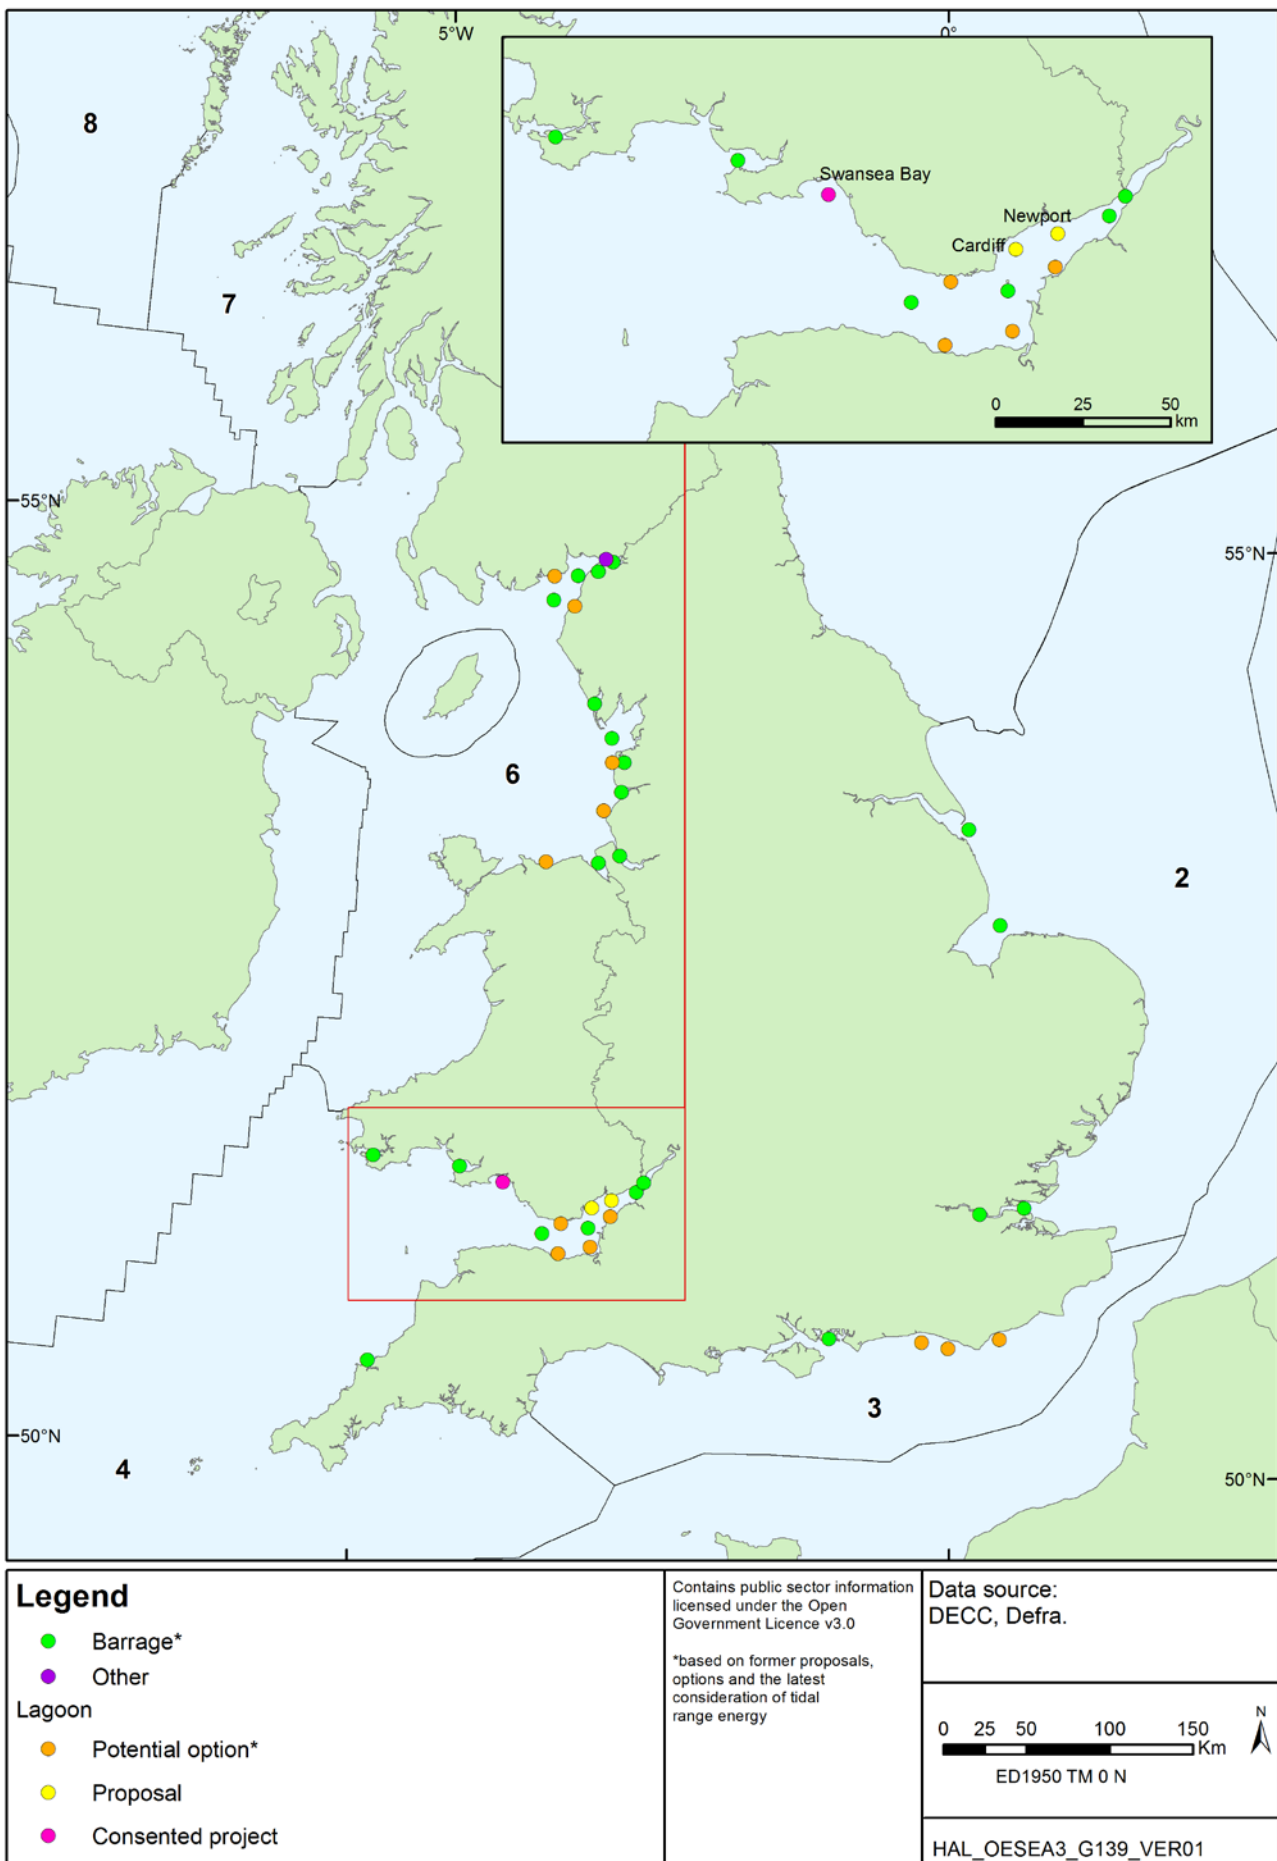 5°W
0°
8
Swansea Bay
Newport
Cardiff
7
0 25 50
km
55°N
55°N
6
2
3
50°N
4
50°N
Legend
Barrage*
Other
Lagoon
Potential option*
Proposal
Consented project
Contains public sector information
licensed under the Open
Government Licence v3.0
*based on former proposals,
options and the latest
consideration of tidal
range energy
Data source:
DECC, Defra.
N
0 25 50 100 150
Km
ED1950 TM 0 N
HAL_OESEA3_G139_VER01